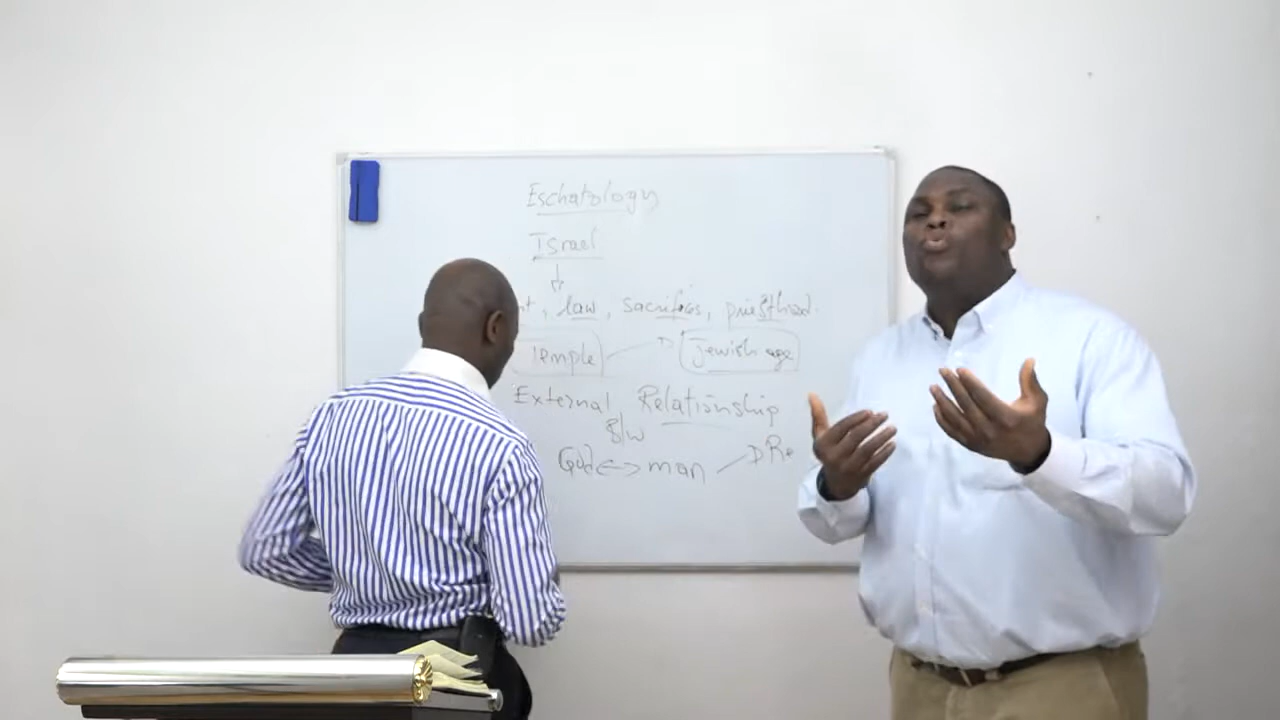 Eschatology
Israel
law, sacrifices, priesthood.
Temple Jewish age
External Relationship
B/w
God <-> man